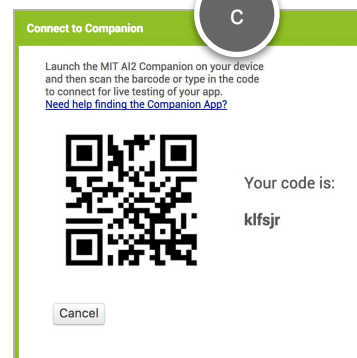 C
Connect to Companion
Launch the MIT AI2 Companion on your device
and then scan the barcode or type in the code
to connect for live testing of your app.
Need help finding the Companion App?
Your code is:
klfsjr
Cancel